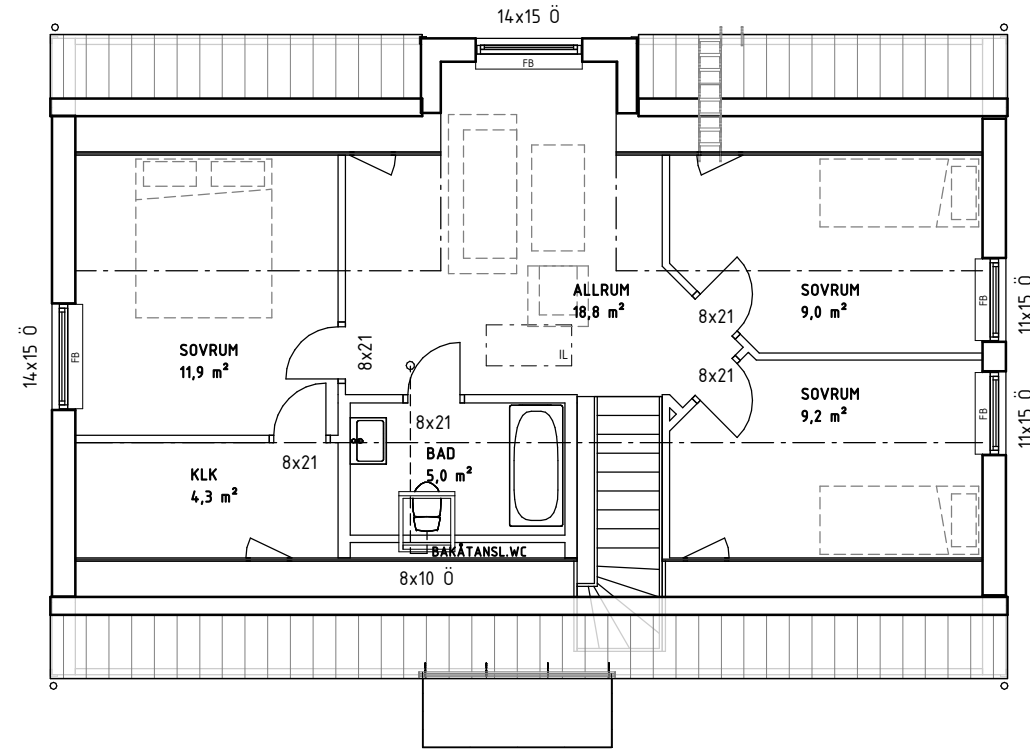 14x15 Ö
FB
ALLRUM
18,8 m²
IL
SOVRUM
9,0 m²
8x21
FB
11x15 Ö
14x15 Ö
FB
SOVRUM
11,9 m²
8x21
8x21
SOVRUM
9,2 m²
FB
11x15 Ö
8x21
BAD
5,0 m²
8x21
KLK
4,3 m²
BAKÅTANSL.WC
8x10 Ö